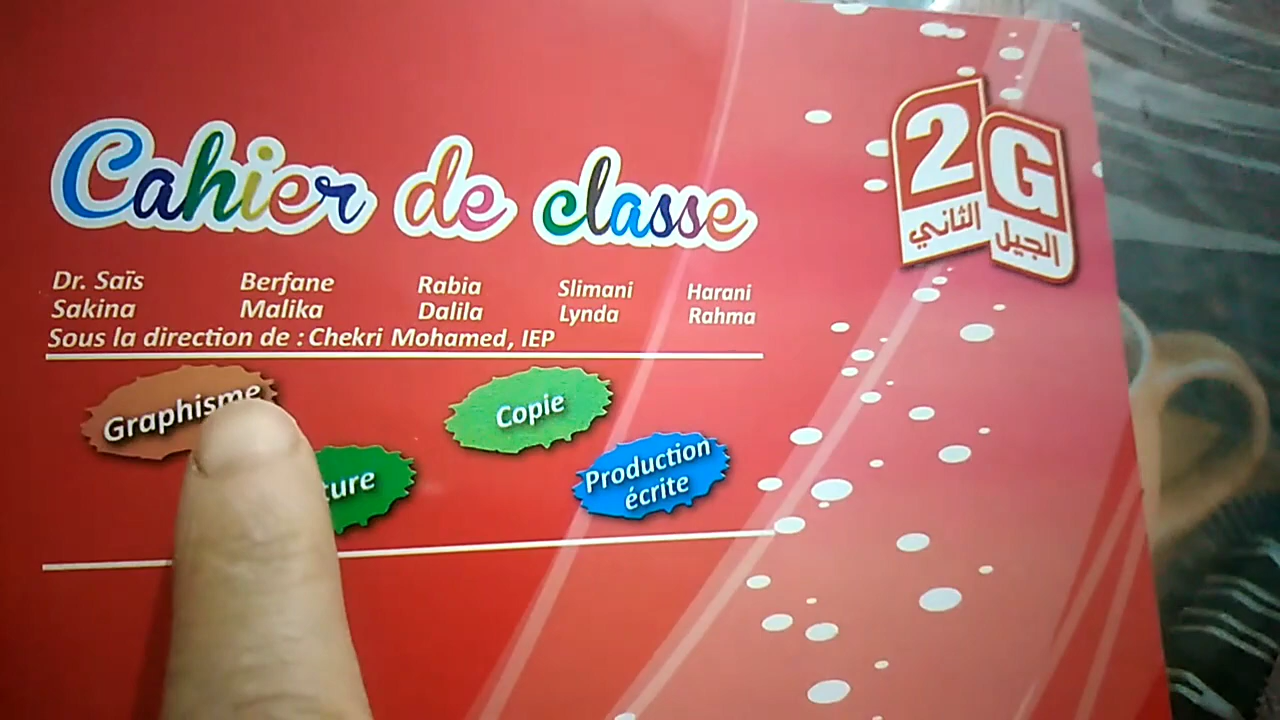 Cahier de classe
2G
الجيل الثاني
Dr. Saïs Berfane Rabia Slimani Harani
Sakina Malika Dalila Lynda Rahma
Sous la direction de : Chekri Mohamed, IEP
Graphisme
Copie
Production
écrite